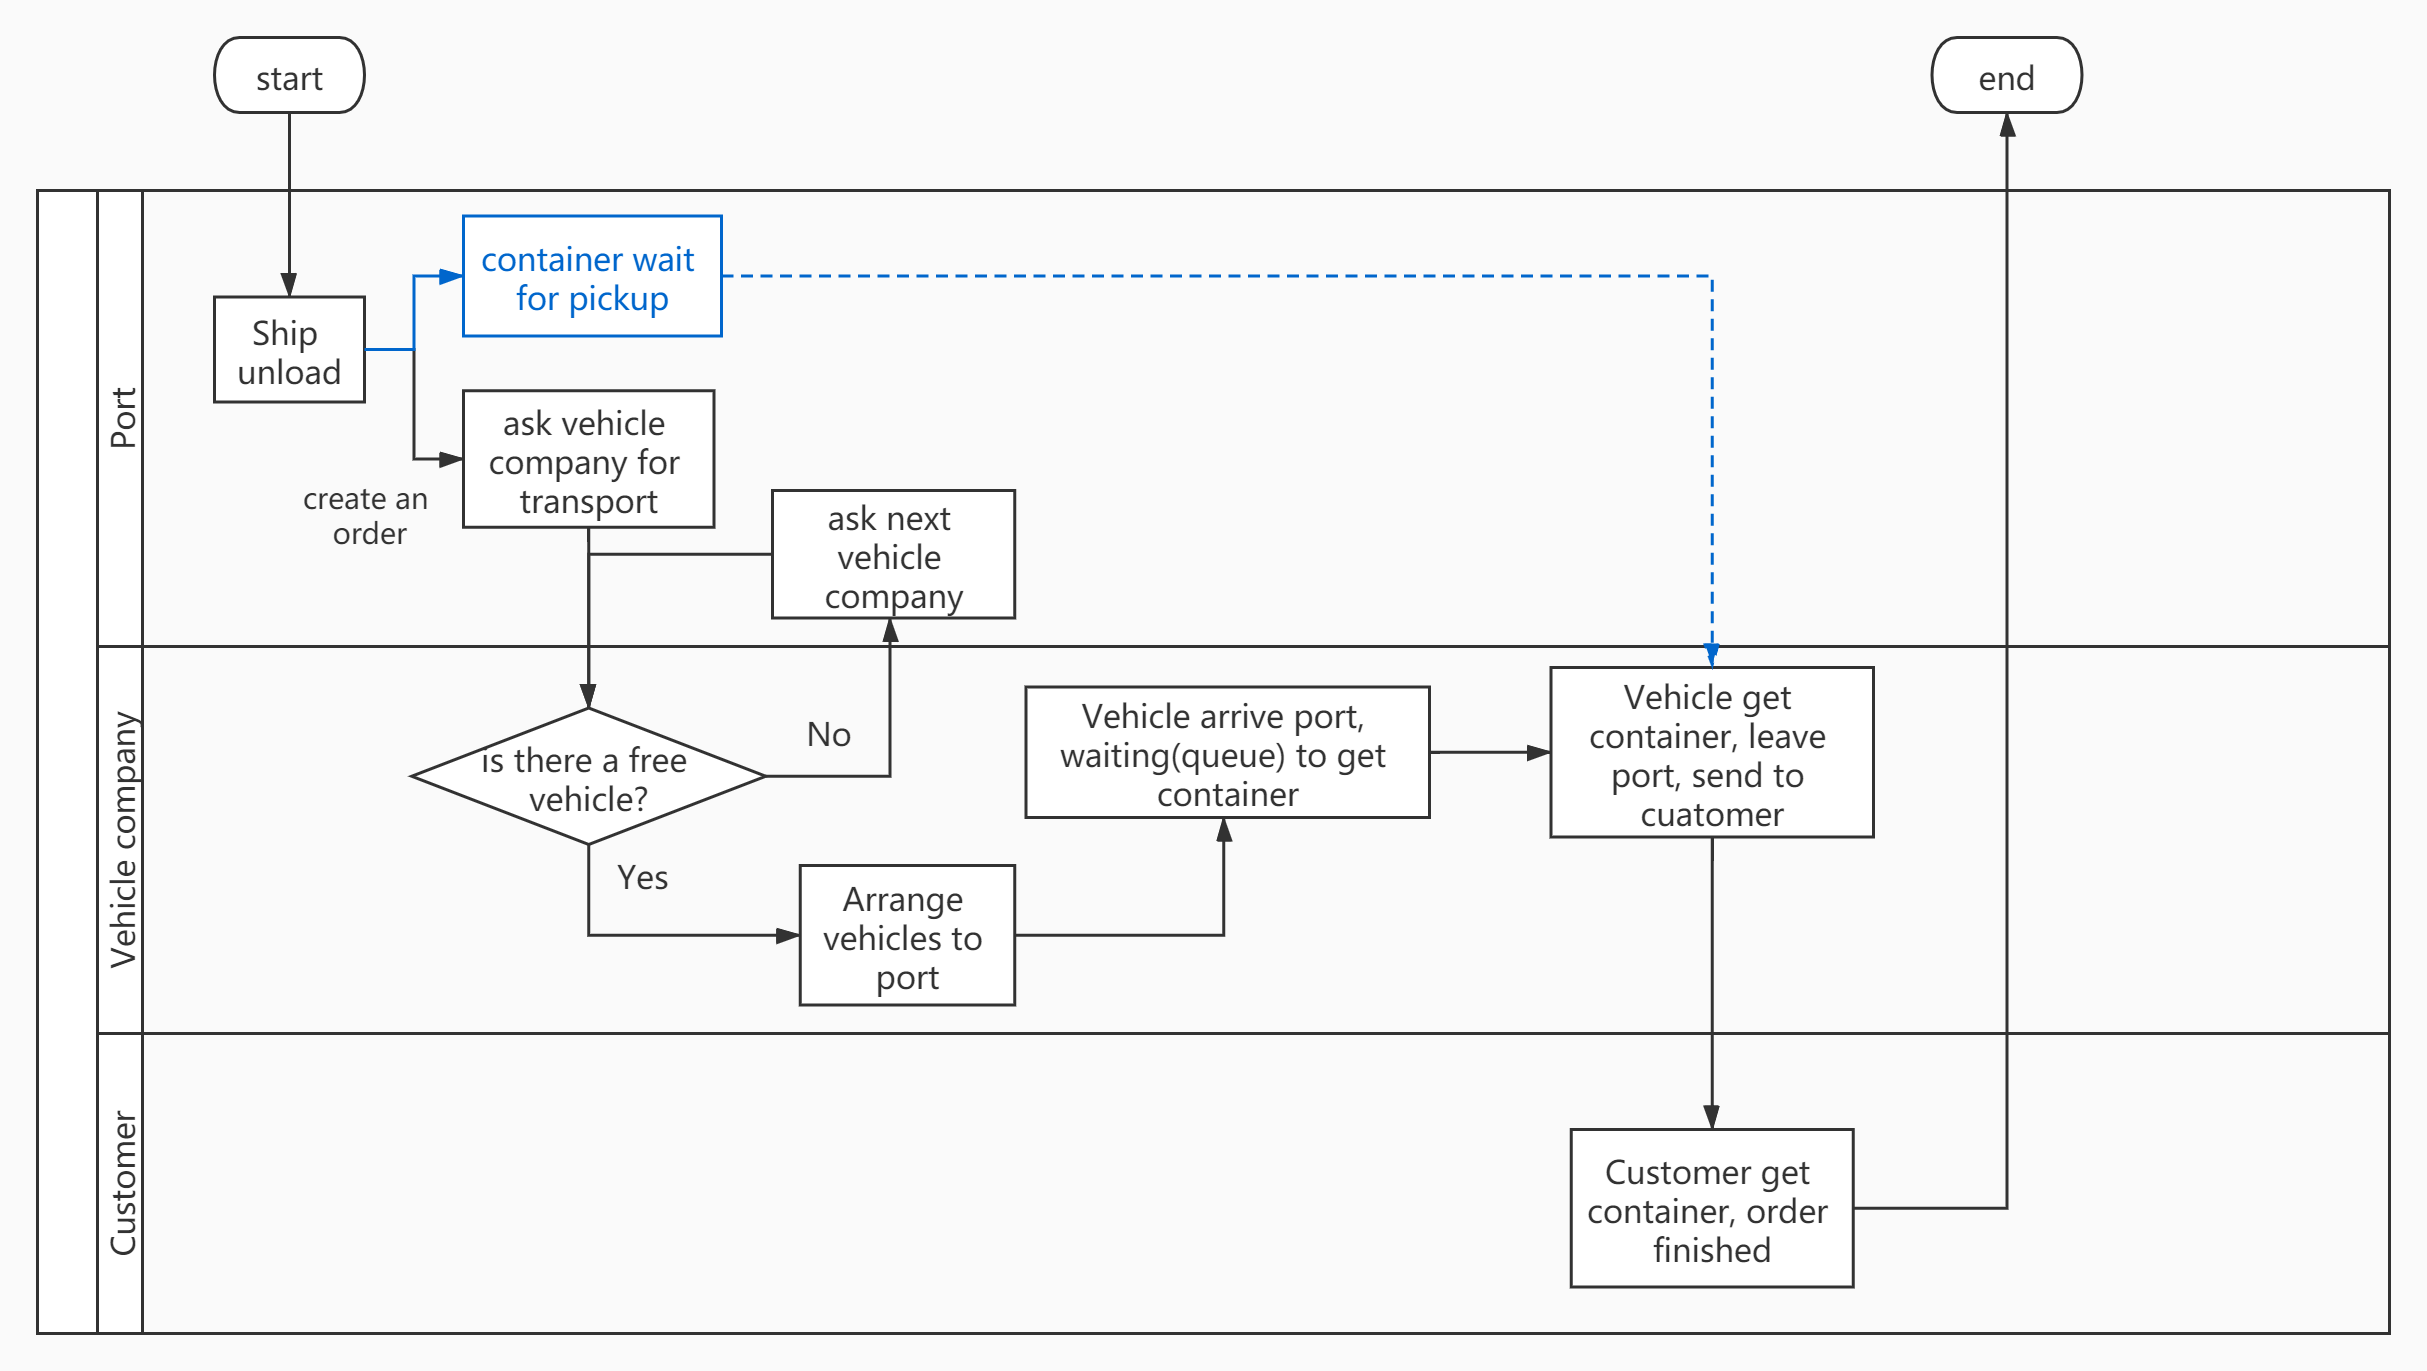 start
end
Port
container wait
for pickup
Ship
unload
ask vehicle
company for
transport
create an
order
ask next
vehicle
company
Vehicle company
is there a free
vehicle?
No
Yes
Arrange
vehicles to
port
Vehicle arrive port,
waiting(queue) to get
container
Vehicle get
container, leave
port, send to
cuatomer
Customer
Customer get
container, order
finished